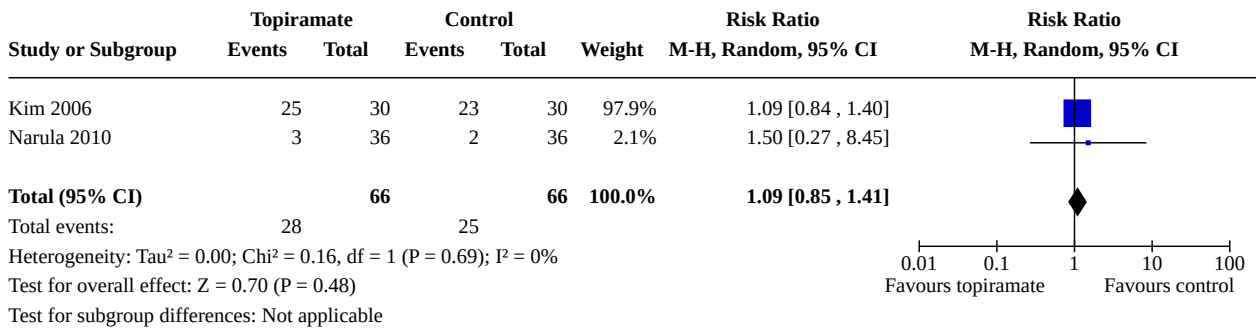 Topiramate Control Risk Ratio Risk Ratio
Study or Subgroup Events Total Events Total Weight M-H, Random, 95% CI M-H, Random, 95% CI
Kim 2006 25 30 23 30 97.9% 1.09 [0.84 , 1.40]
Narula 2010 3 36 2 36 2.1% 1.50 [0.27 , 8.45]
Total (95% CI) 66 66 100.0% 1.09 [0.85 , 1.41]
Total events: 28 25
Heterogeneity: Tau² = 0.00; Chi² = 0.16, df = 1 (P = 0.69); I² = 0%
Test for overall effect: Z = 0.70 (P = 0.48)
Test for subgroup differences: Not applicable
0.01 0.1 1 10 100
Favours topiramate Favours control